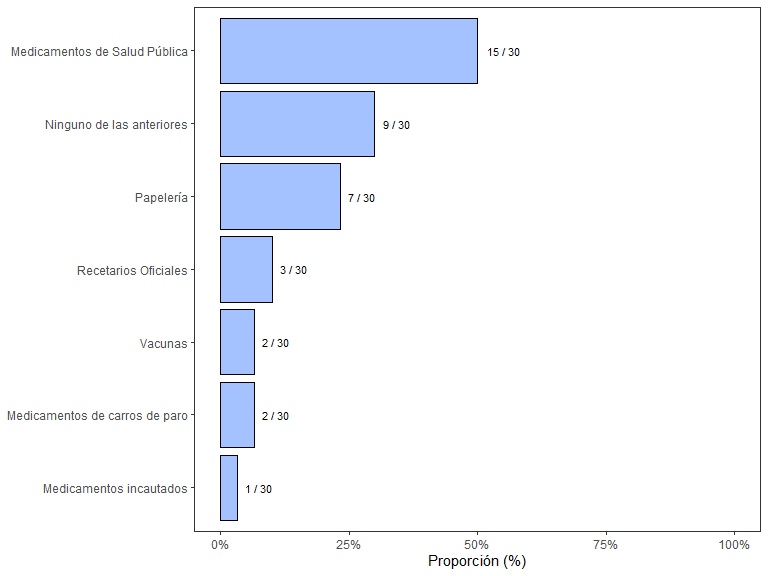 Medicamentos de Salud Pública 15 / 30
Ninguno de las anteriores 9 / 30
Papelería 7 / 30
Recetarios Oficiales 3 / 30
Vacunas 2 / 30
Medicamentos de carros de paro 2 / 30
Medicamentos incautados 1 / 30
0% 25% 50% 75% 100%
Proporción (%)